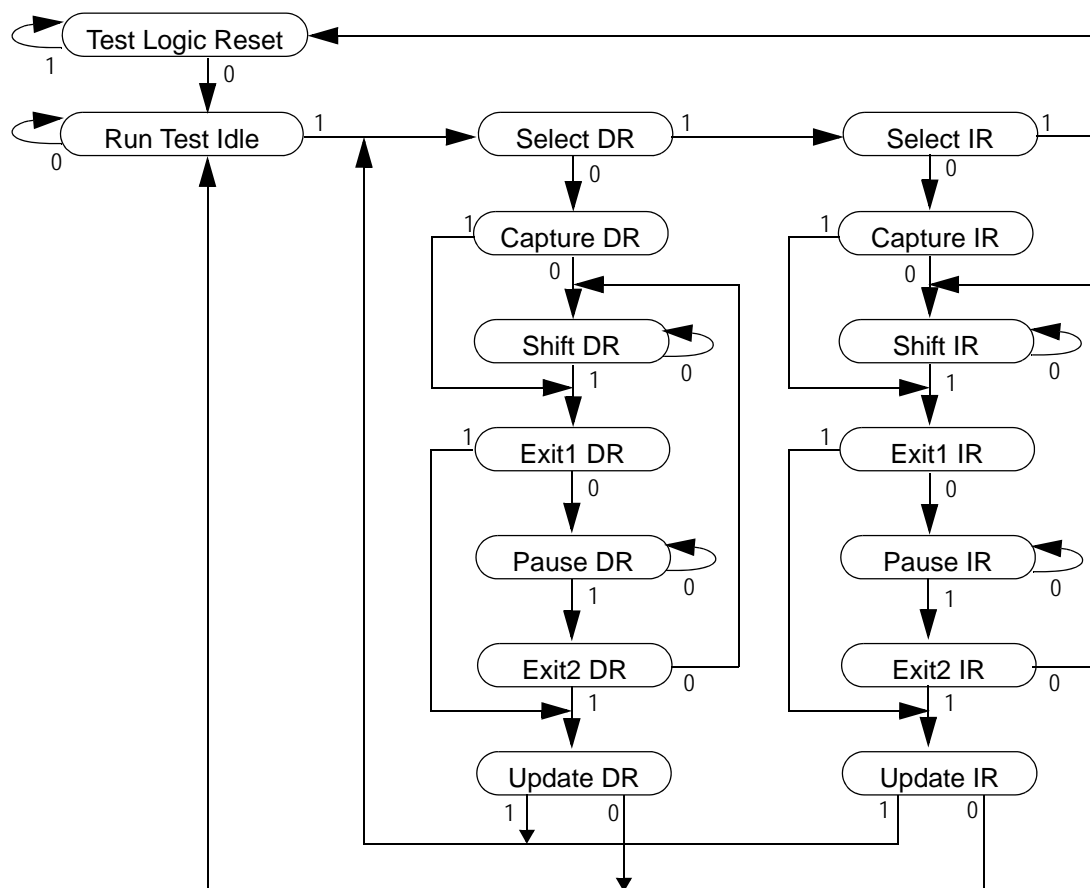 Test Logic Reset
1
0
Run Test Idle
1
Select DR
1
Select IR
1
0
0
0
1
Capture DR
1
Capture IR
0
0
Shift DR
Shift IR
0
0
1
1
1
Exit1 DR
1
Exit1 IR
0
0
Pause DR
Pause IR
0
0
1
1
Exit2 DR
Exit2 IR
0
0
1
1
Update DR
Update IR
1
0
1
0